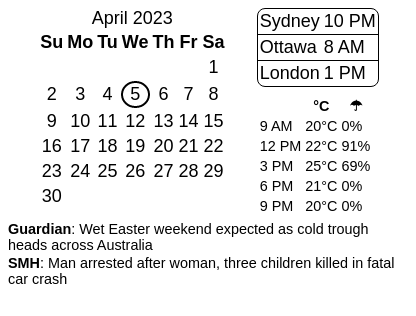 April 2023
Su Mo Tu We Th Fr Sa
1
2 3 4 5 6 7 8
9 10 11 12 13 14 15
16 17 18 19 20 21 22
23 24 25 26 27 28 29
30
Sydney 10 PM
Ottawa 8 AM
London 1 PM
°C ☂
9 AM 20°C 0%
12 PM 22°C 91%
3 PM 25°C 69%
6 PM 21°C 0%
9 PM 20°C 0%
Guardian: Wet Easter weekend expected as cold trough
heads across Australia
SMH: Man arrested after woman, three children killed in fatal
car crash